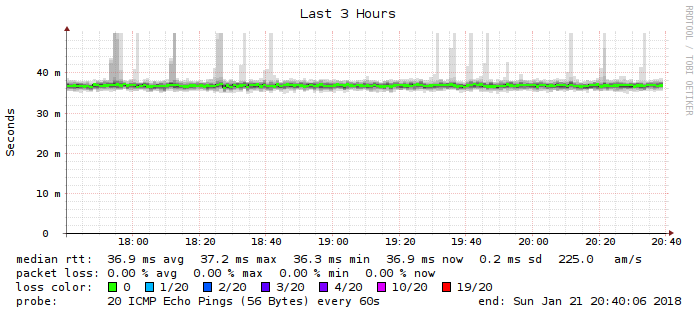 Last 3 Hours
RRDTOOL / TOBI OETIKER
Seconds
40 m
30 m
20 m
10 m
0
18:00 18:20 18:40 19:00 19:20 19:40 20:00 20:20 20:40
median rtt: 36.9 ms avg 37.2 ms max 36.3 ms min 36.9 ms now 0.2 ms sd 225.0 am/s
packet loss: 0.00 % avg 0.00 % max 0.00 % min 0.00 % now
loss color: 0 1/20 2/20 3/20 4/20 10/20 19/20
probe: 20 ICMP Echo Pings (56 Bytes) every 60s end: Sun Jan 21 20:40:06 2018